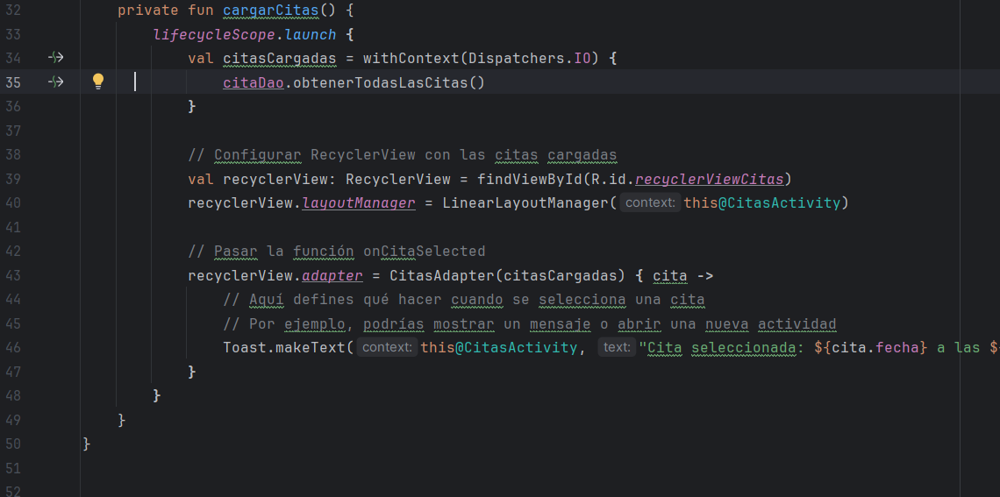 32 private fun cargarCitas() {
33 lifecycleScope.launch {
34 val citasCargadas = withContext(Dispatchers.IO) {
35 citaDao.obtenerTodasLasCitas()
36 }
37
38 // Configurar RecyclerView con las citas cargadas
39 val recyclerView: RecyclerView = findViewById(R.id.recyclerViewCitas)
40 recyclerView.layoutManager = LinearLayoutManager( context: this@CitasActivity)
41
42 // Pasar la función onCitaSelected
43 recyclerView.adapter = CitasAdapter(citasCargadas) { cita ->
44 // Aquí defines qué hacer cuando se selecciona una cita
45 // Por ejemplo, podrías mostrar un mensaje o abrir una nueva actividad
46 Toast.makeText( context: this@CitasActivity, text: "Cita seleccionada: ${cita.fecha} a las $
47 }
48 }
49 }
50 }
51
52